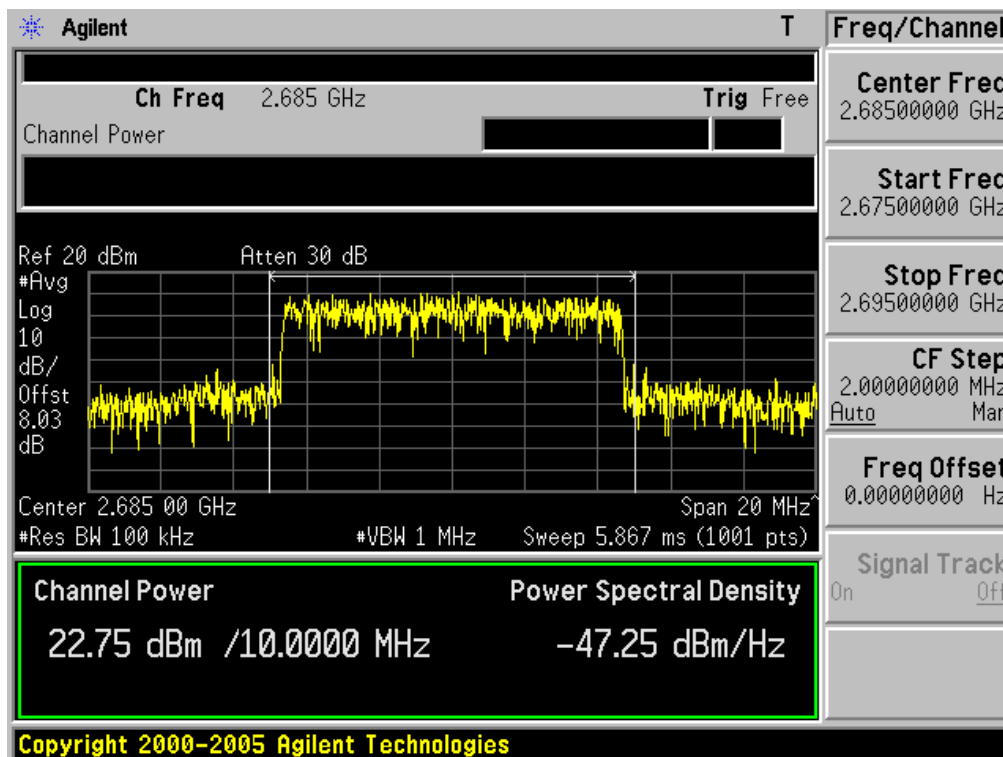 Agilent T Freq/Channel
Ch Freq 2.685 GHz Trig Free
Channel Power
Center Freq
2.68500000 GHz
Start Freq
2.67500000 GHz
Stop Freq
2.69500000 GHz
CF Step
2.00000000 MHz
Auto Man
Freq Offset
0.00000000 Hz
Signal Track
On Off
Ref 20 dBm Atten 30 dB
#Avg
Log
10
dB/
Offst
8.03
dB
Center 2.685 00 GHz Span 20 MHz^
#Res BW 100 kHz #VBW 1 MHz Sweep 5.867 ms (1001 pts)
Channel Power Power Spectral Density
22.75 dBm /10.0000 MHz -47.25 dBm/Hz
Copyright 2000-2005 Agilent Technologies